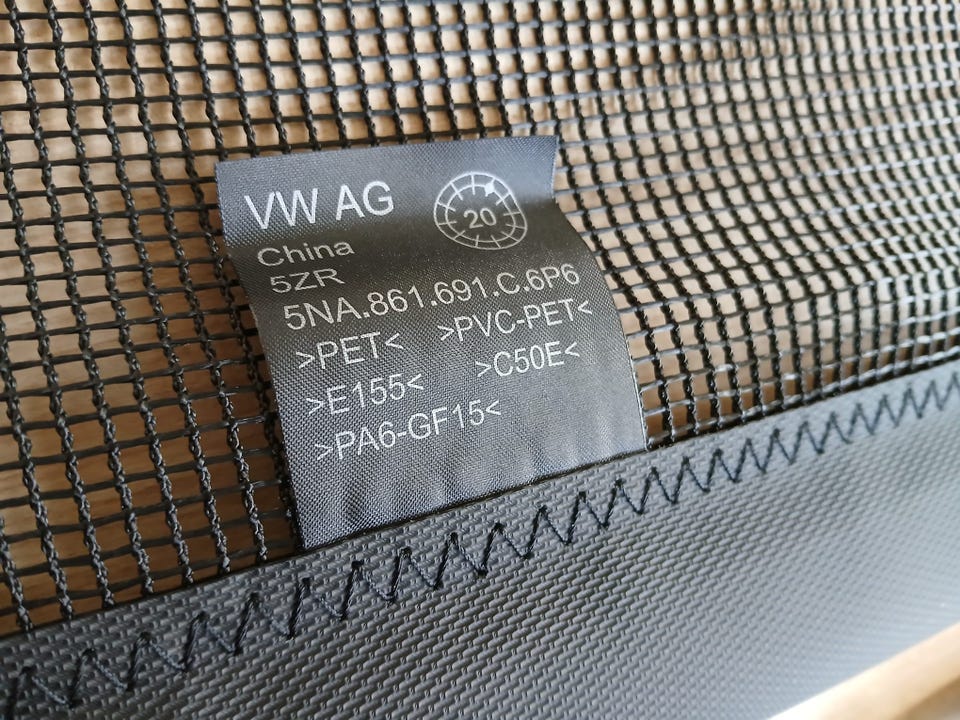 VW AG
20
China
5ZR
5NA.861.691.C.6P6
>PET< >PVC-PET<
>E155< >C50E<
>PA6-GF15<